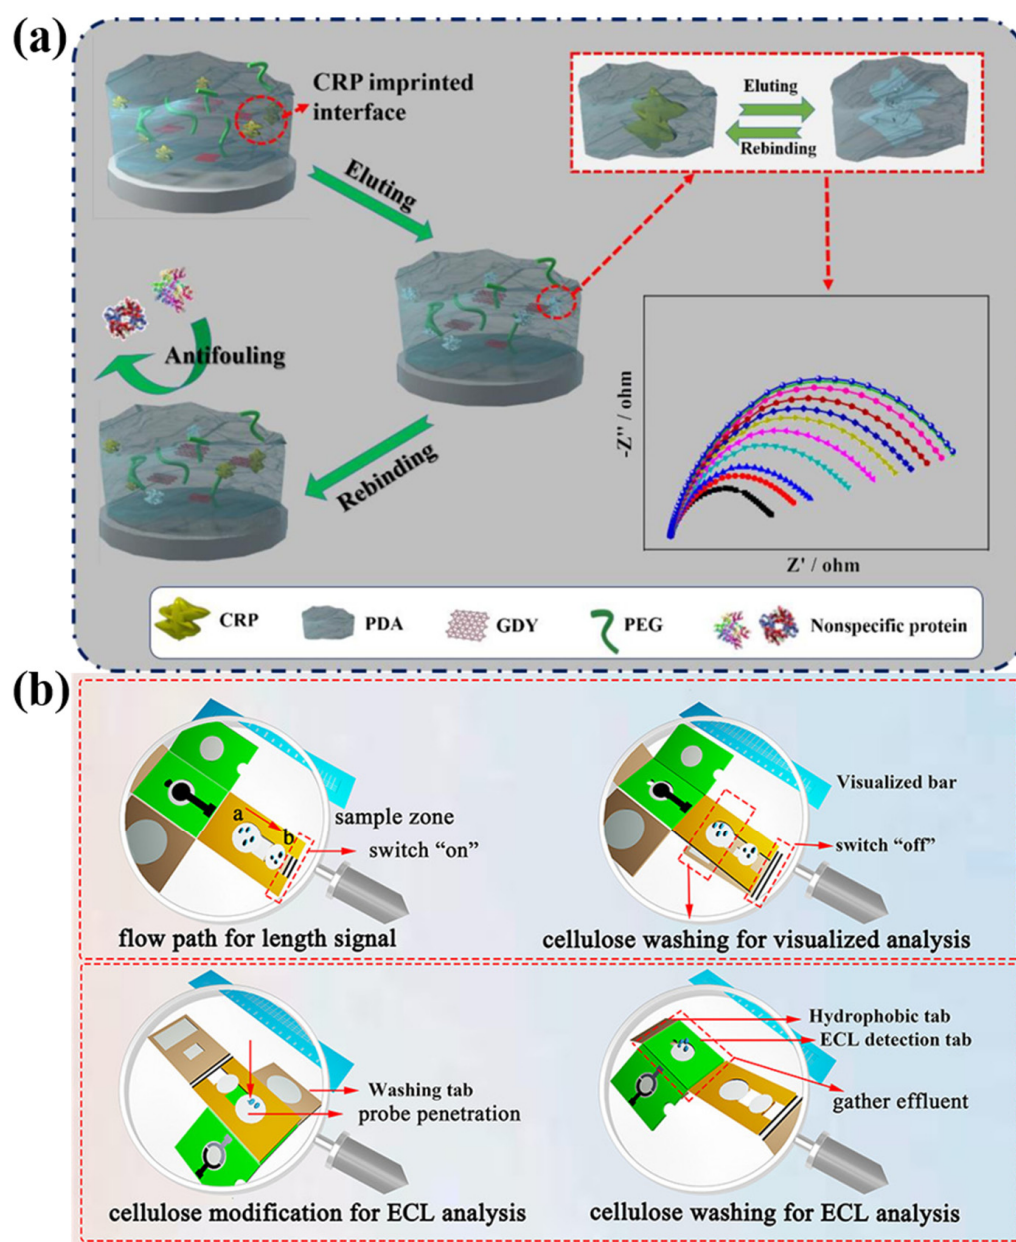 (a)
CRP imprinted
interface
Eluting
Eluting
Rebinding
Antifouling
Rebinding
-Z'' / ohm
Z' / ohm
CRP
PDA
GDY
PEG
Nonspecific protein
(b)
a
b
sample zone
switch “on”
flow path for length signal
Visualized bar
switch “off”
cellulose washing for visualized analysis
Washing tab
probe penetration
cellulose modification for ECL analysis
Hydrophobic tab
ECL detection tab
gather effluent
cellulose washing for ECL analysis